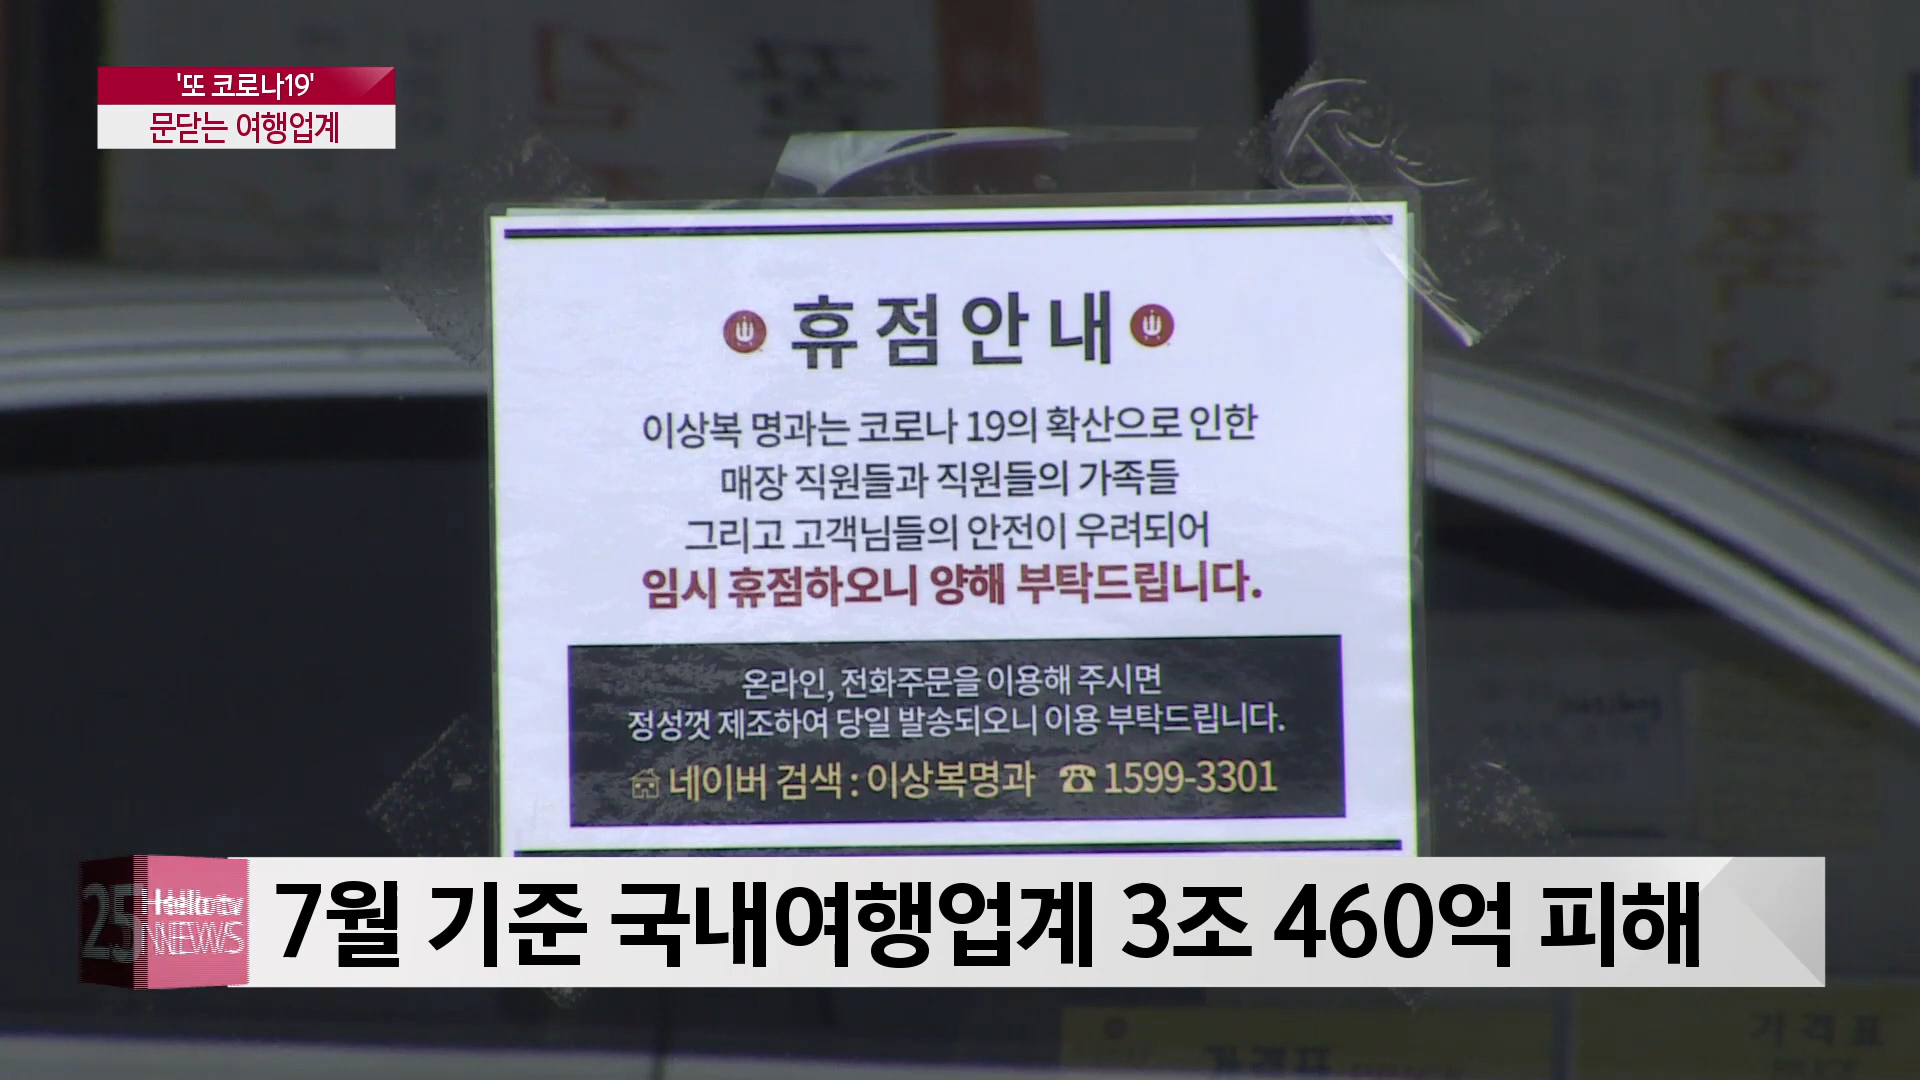 '또 코로나19'
문닫는 여행업계
휴점안내
이상복 명과는 코로나 19의 확산으로 인한
매장 직원들과 직원들의 가족들
그리고 고객님들의 안전이 우려되어
임시 휴점하오니 양해 부탁드립니다.
온라인, 전화주문을 이용해 주시면
정성껏 제조하여 당일 발송되오니 이용 부탁드립니다.
네이버 검색 : 이상복명과 ☎ 1599-3301
25 Hellotv NEWS
7월 기준 국내여행업계 3조 460억 피해
가격표
가격표